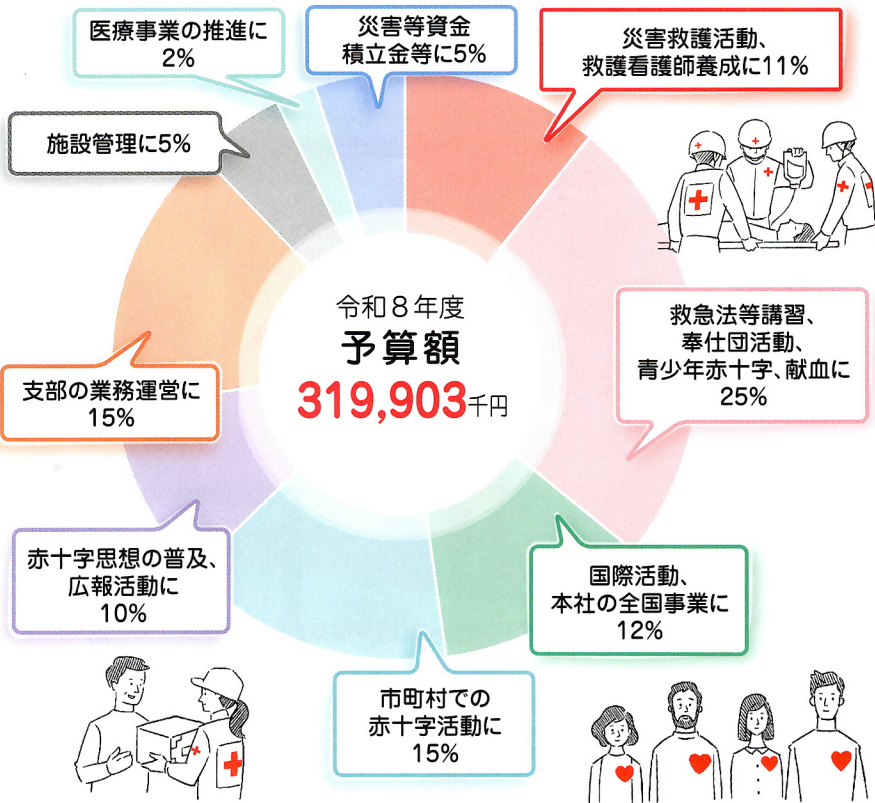 医療事業の推進に
2%
災害等資金
積立金等に5%
災害救護活動、
救護看護師養成に11%
施設管理に5%
令和8年度
予算額
319,903千円
救急法等講習、
奉仕団活動、
青少年赤十字、献血に
25%
支部の業務運営に
15%
赤十字思想の普及、
広報活動に
10%
国際活動、
本社の全国事業に
12%
市町村での
赤十字活動に
15%